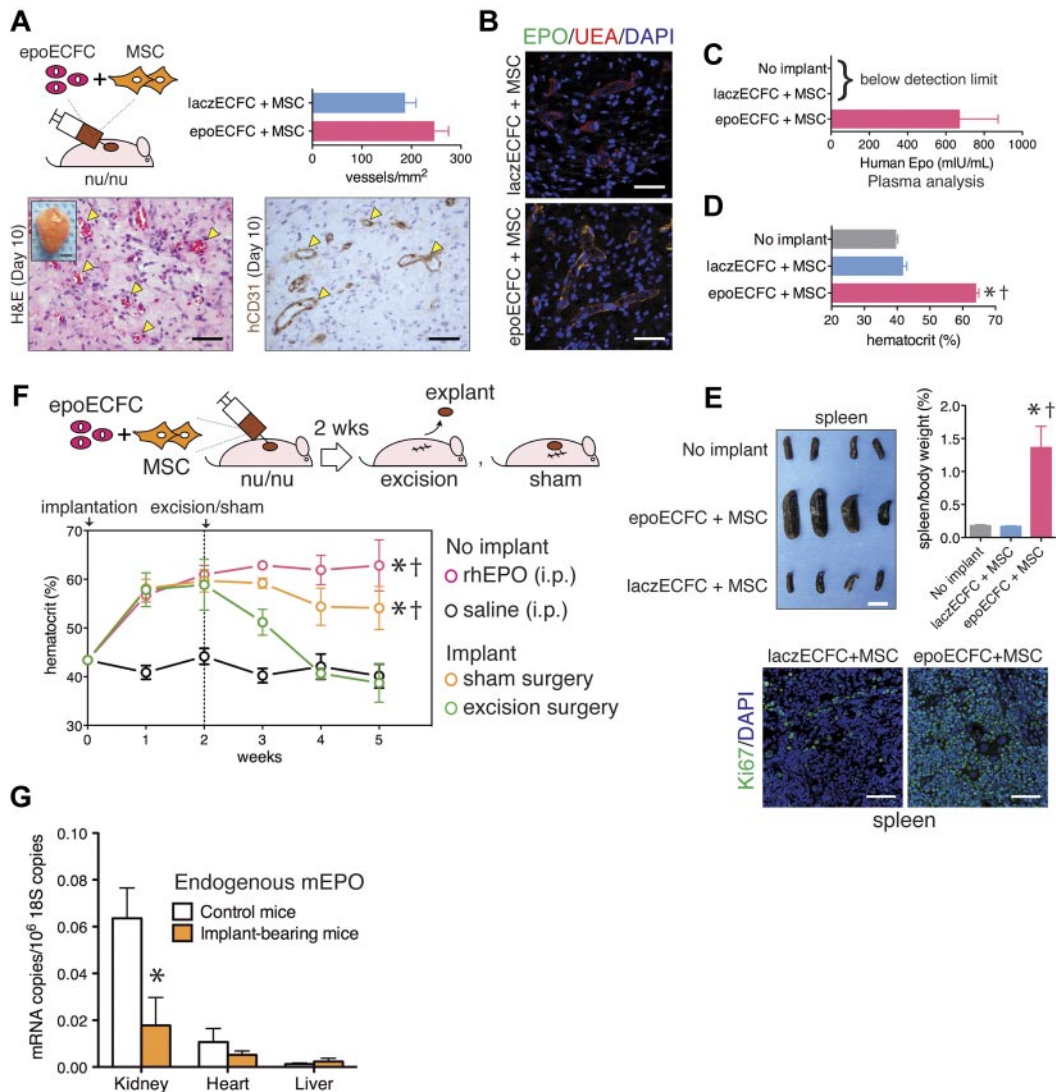 A
epoECFC
MSC
+
nu/nu
laczECFC + MSC
epoECFC + MSC
0
100
200
300
vessels/mm²
H&E (Day 10)
hCD31 (Day 10)
B
EPO/UEA/DAPI
laczECFC + MSC
epoECFC + MSC
C
No implant
laczECFC + MSC
} below detection limit
epoECFC + MSC
0
200
400
600
800
1000
Human Epo (mIU/mL)
Plasma analysis
D
No implant
laczECFC + MSC
epoECFC + MSC
* †
20
30
40
50
60
70
hematocrit (%)
F
epoECFC
+
MSC
nu/nu
2 wks
explant
excision
,
sham
implantation
excision/sham
70
60
50
40
30
hematocrit (%)
0
1
2
3
4
5
weeks
* †
* †
No implant
rhEPO (i.p.)
saline (i.p.)
Implant
sham surgery
excision surgery
E
spleen
No implant
epoECFC + MSC
laczECFC + MSC
spleen/body weight (%)
2.0
1.5
1.0
0.5
0.0
* †
No implant
laczECFC + MSC
epoECFC + MSC
laczECFC+MSC
epoECFC+MSC
Ki67/DAPI
spleen
G
mRNA copies/10⁶ 18S copies
0.10
0.08
0.06
0.04
0.02
0.00
Endogenous mEPO
Control mice
Implant-bearing mice
*
Kidney
Heart
Liver